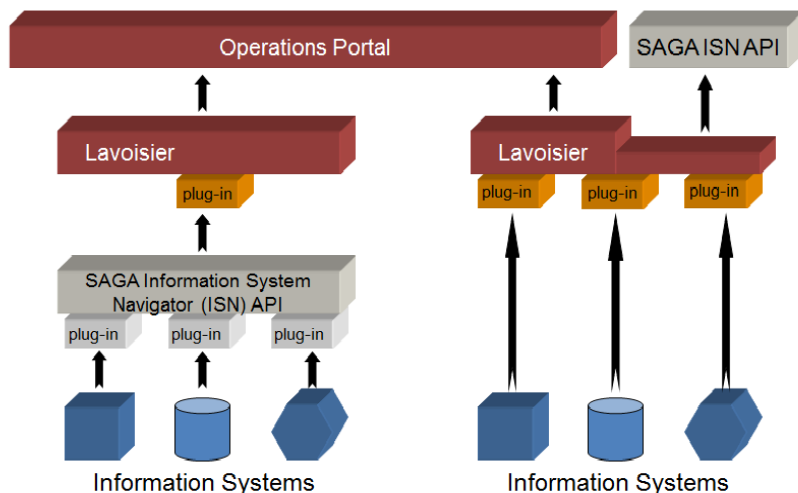 Operations Portal
SAGA ISN API
Lavoisier
Lavoisier
plug-in
plug-in
plug-in
plug-in
SAGA Information System
Navigator (ISN) API
plug-in
plug-in
plug-in
Information Systems
Information Systems